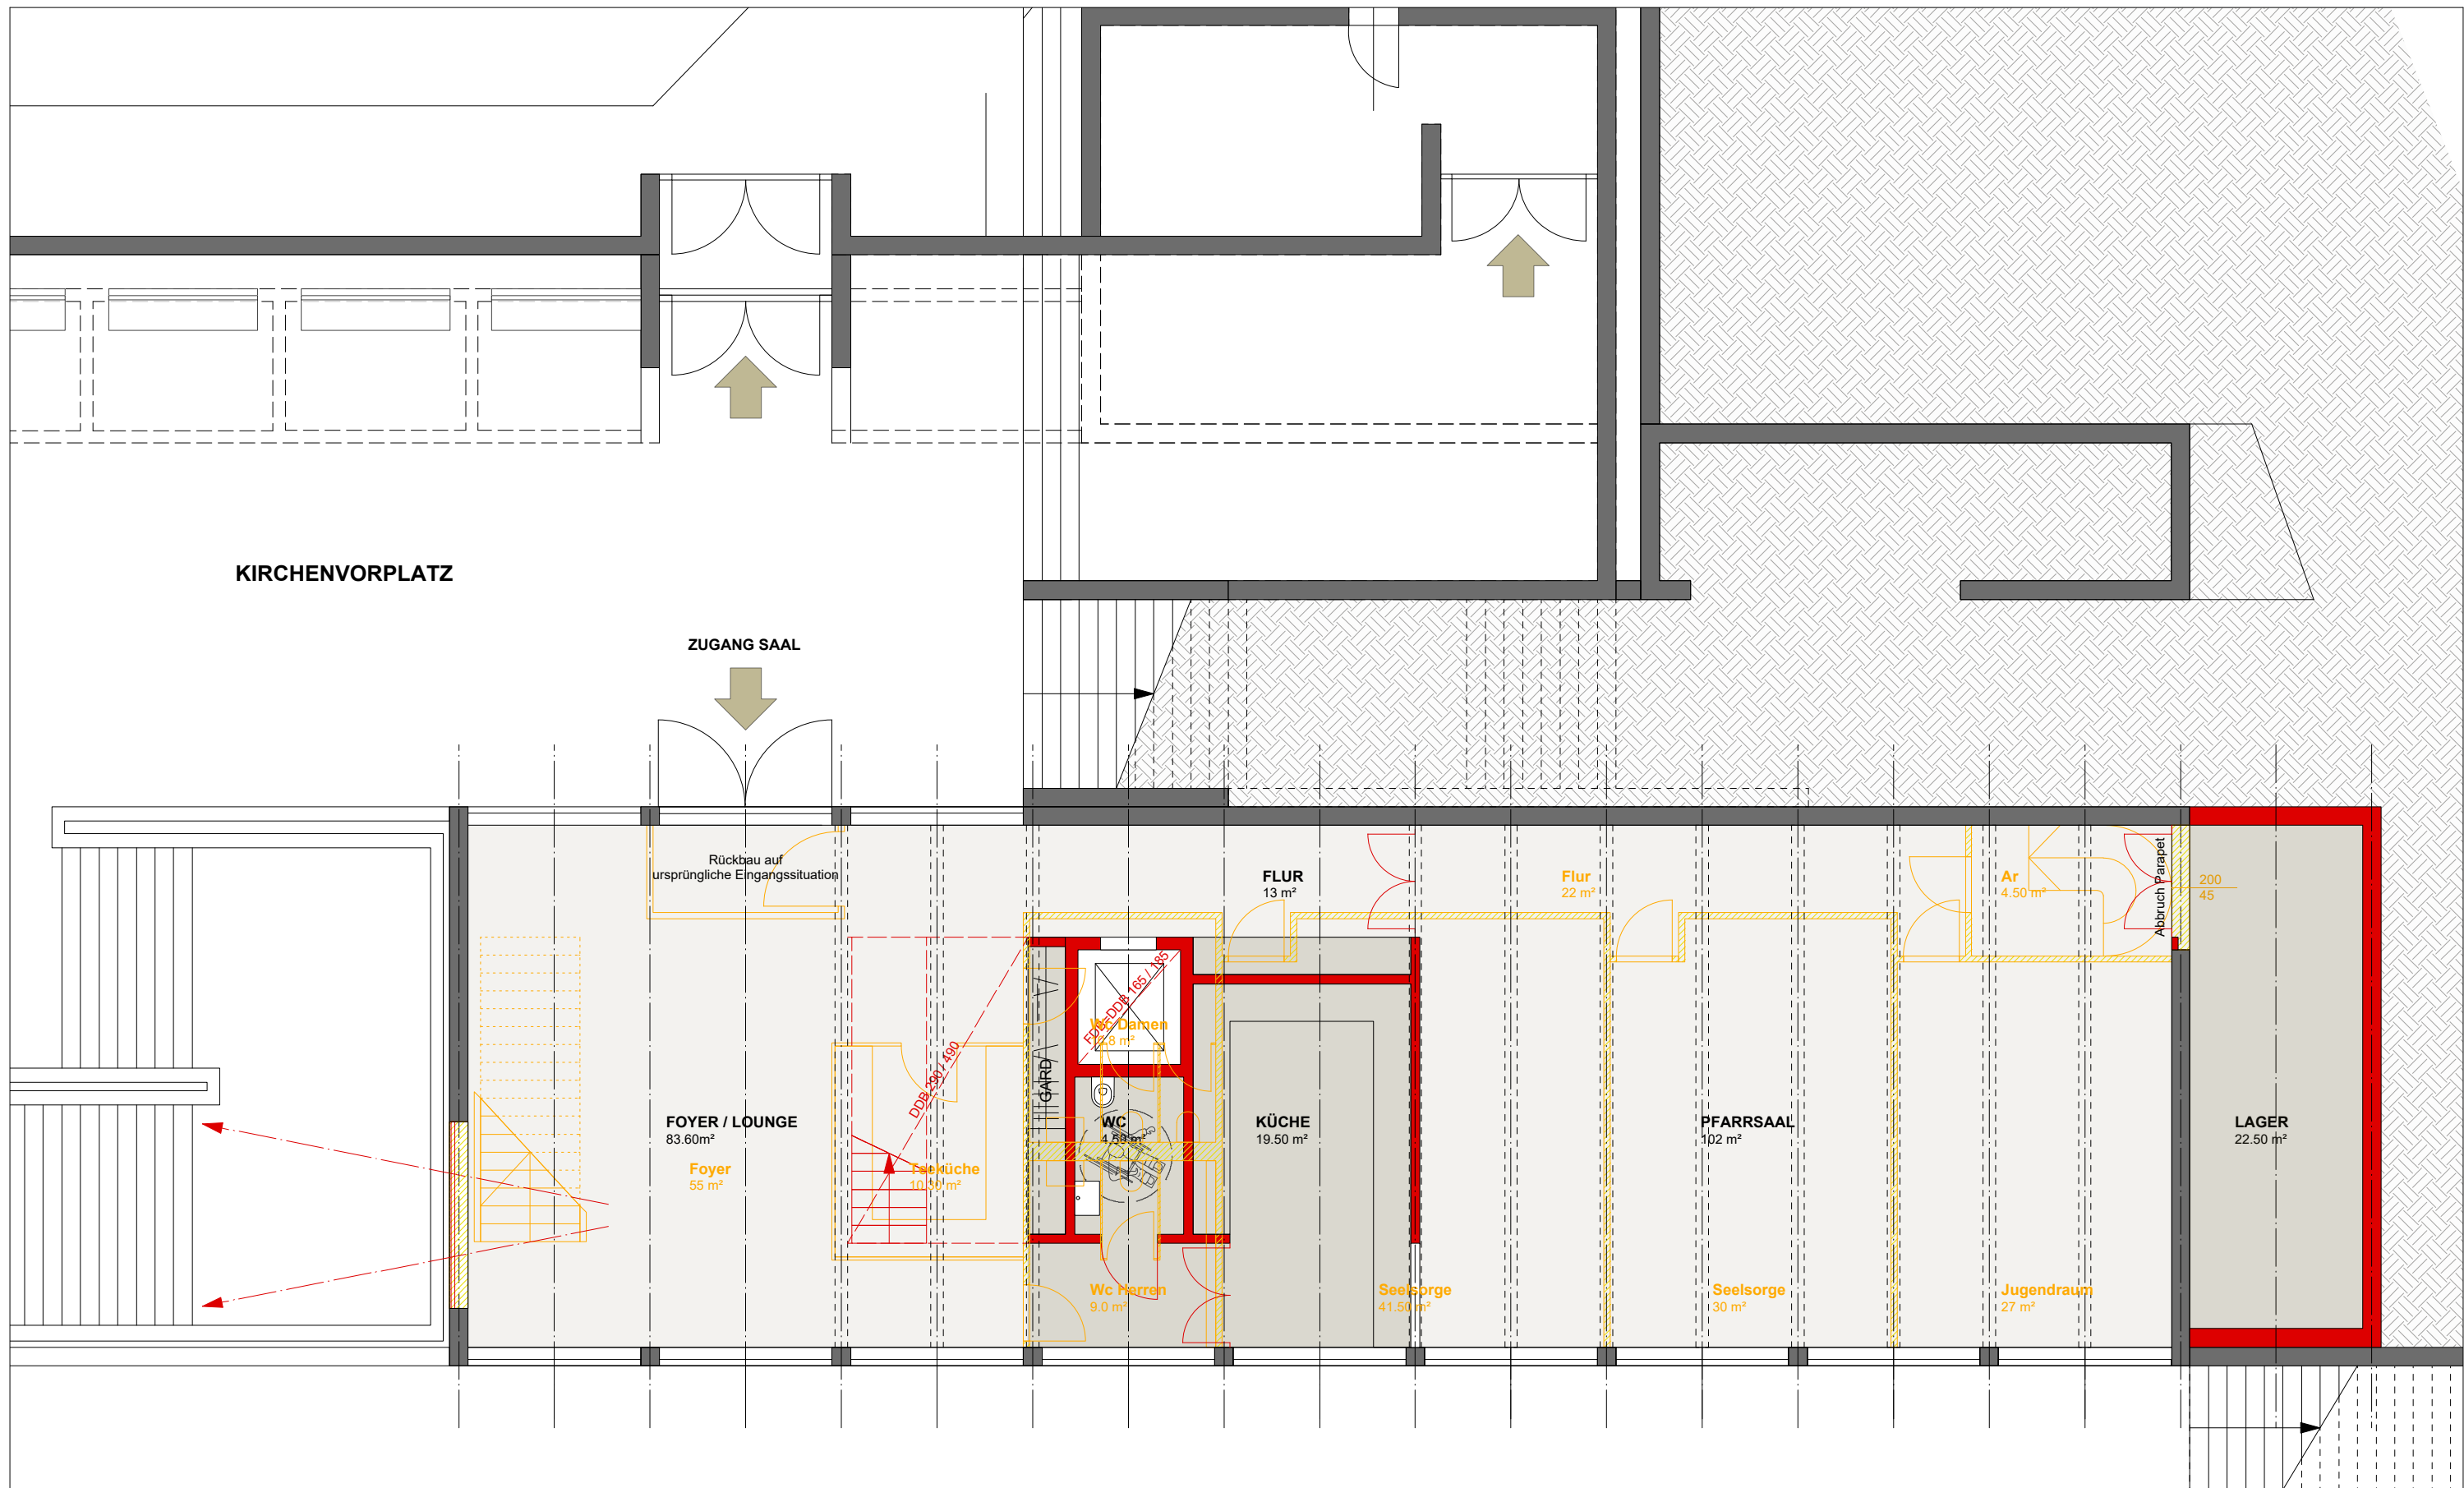 KIRCHENVORPLATZ
ZUGANG SAAL
Rückbau auf
ursprüngliche Eingangssituation
FLUR
13 m²
Flur
22 m²
Ar
4.50 m²
Abbruch Parapet
200
45
FDB=DDB 165 / 185
Wc Damen
DDB 290 / 490
GARD
FOYER / LOUNGE
83.60m²
Foyer
55 m²
Teeküche
10.30 m²
WC
4.50 m²
KÜCHE
19.50 m²
PFARRSAAL
102 m²
LAGER
22.50 m²
Wc Herren
9.0 m²
Seelsorge
41.50 m²
Seelsorge
30 m²
Jugendraum
27 m²